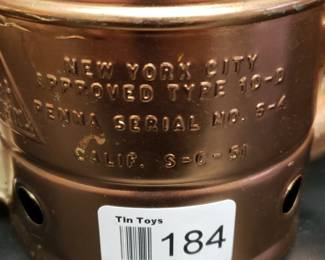 NEW YORK CITY
APPROVED TYPE 10-D
PENNA SERIAL NO. S-4
CALIF. S-C-51
Tin Toys
184